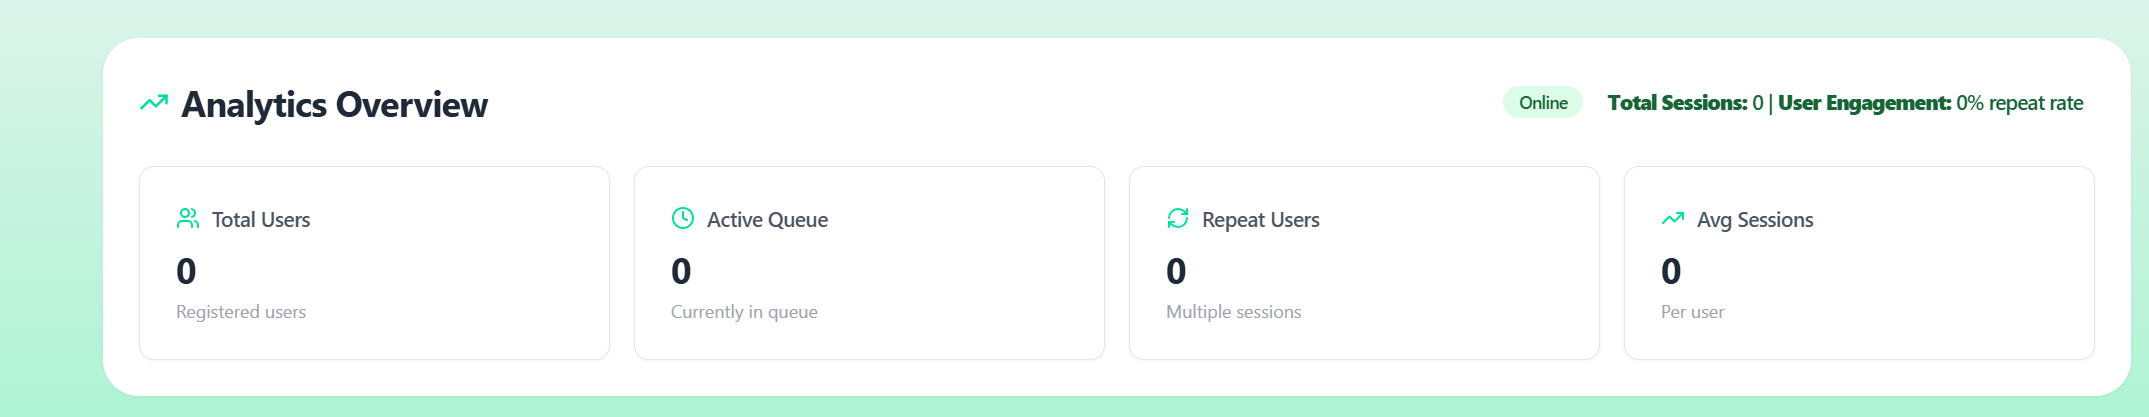 Analytics Overview
Online
Total Sessions: 0 | User Engagement: 0% repeat rate
Total Users
0
Registered users
Active Queue
0
Currently in queue
Repeat Users
0
Multiple sessions
Avg Sessions
0
Per user